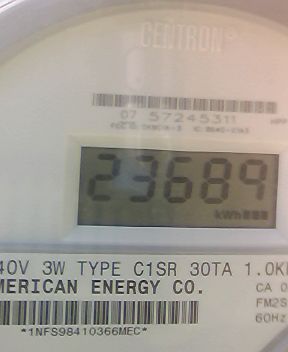 CENTRON®
07 57245311
23689
kWh
40V 3W TYPE C1SR 30TA 1.0K
MERICAN ENERGY CO.
CA 0
FM2S
60Hz
*1NFS98410366MEC*